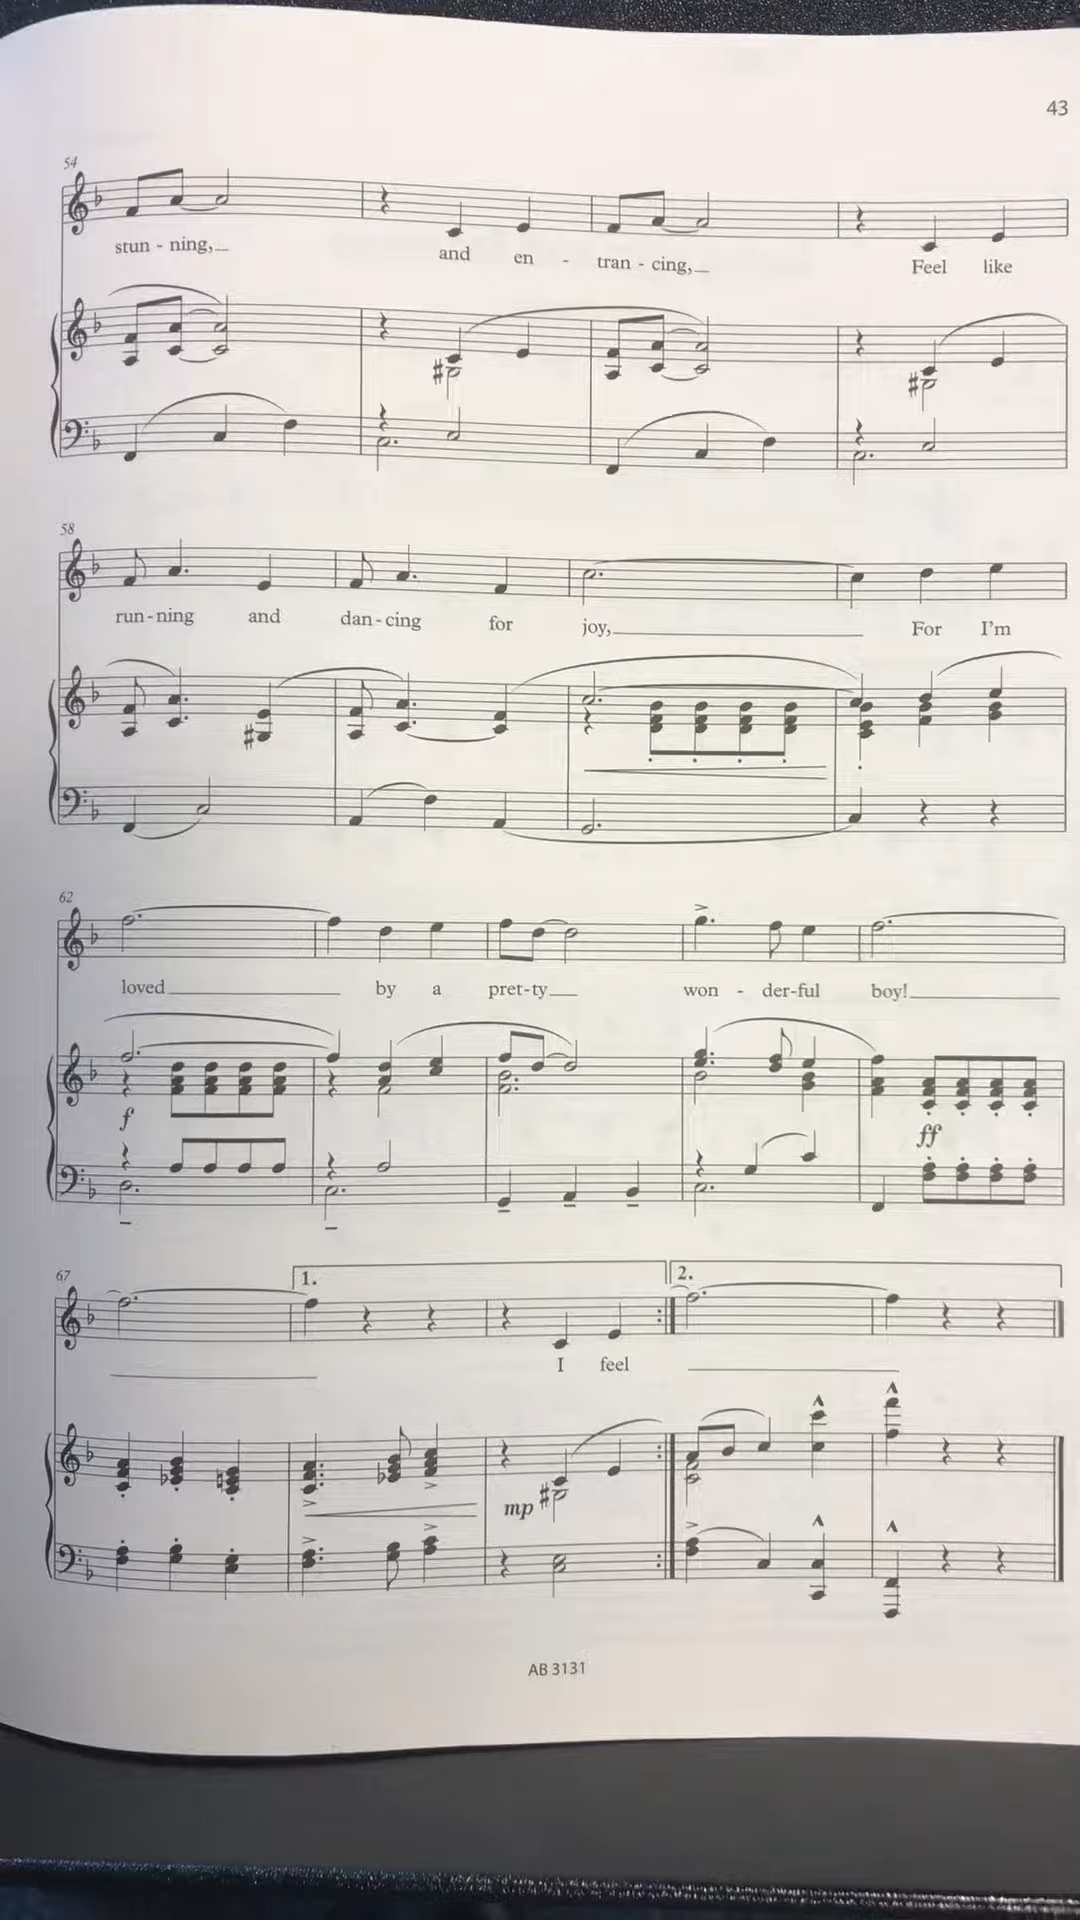 43
54
stun - ning, and en - tran - cing, Feel like
58
run - ning and dan - cing for joy, For I'm
62
loved by a pret - ty won - der - ful boy!
f
ff
67
1.
2.
I feel
mp
AB 3131